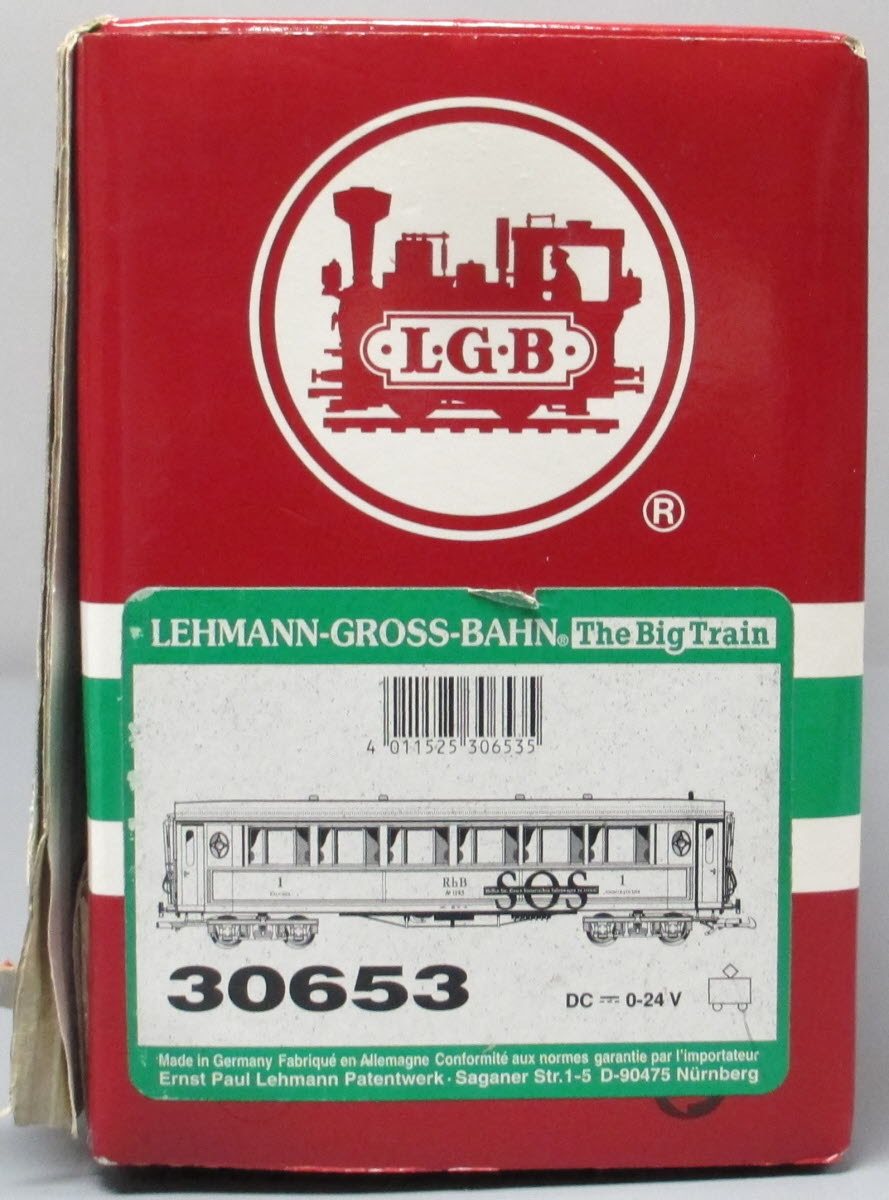 L·G·B
®
LEHMANN-GROSS-BAHN® The Big Train
4 011525 306535
1 RhB 1
SOS
30653
DC 0-24 V
Made in Germany Fabriqué en Allemagne Conformité aux normes garantie par l'importateur
Ernst Paul Lehmann Patentwerk · Saganer Str.1-5 D-90475 Nürnberg